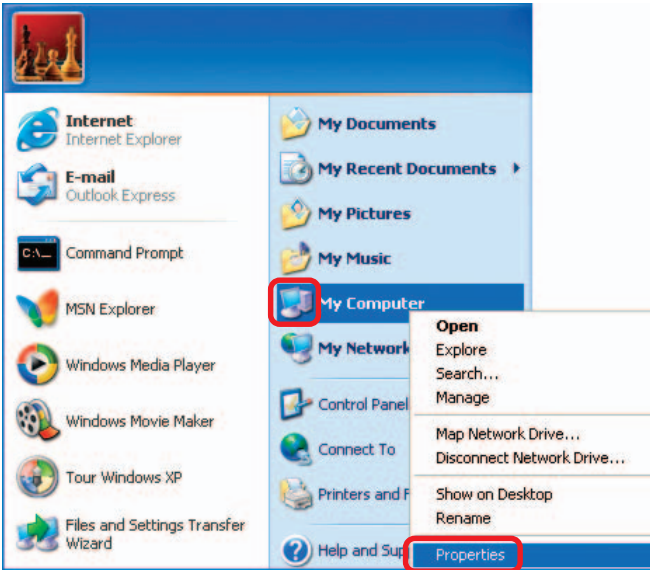 Internet
Internet Explorer
E-mail
Outlook Express
C:\_
Command Prompt
MSN Explorer
Windows Media Player
Windows Movie Maker
Tour Windows XP
Files and Settings Transfer
Wizard
My Documents
My Recent Documents
My Pictures
My Music
My Computer
My Network
Control Panel
Connect To
Printers and F
Help and Sup
Open
Explore
Search...
Manage
Map Network Drive...
Disconnect Network Drive...
Show on Desktop
Rename
Properties